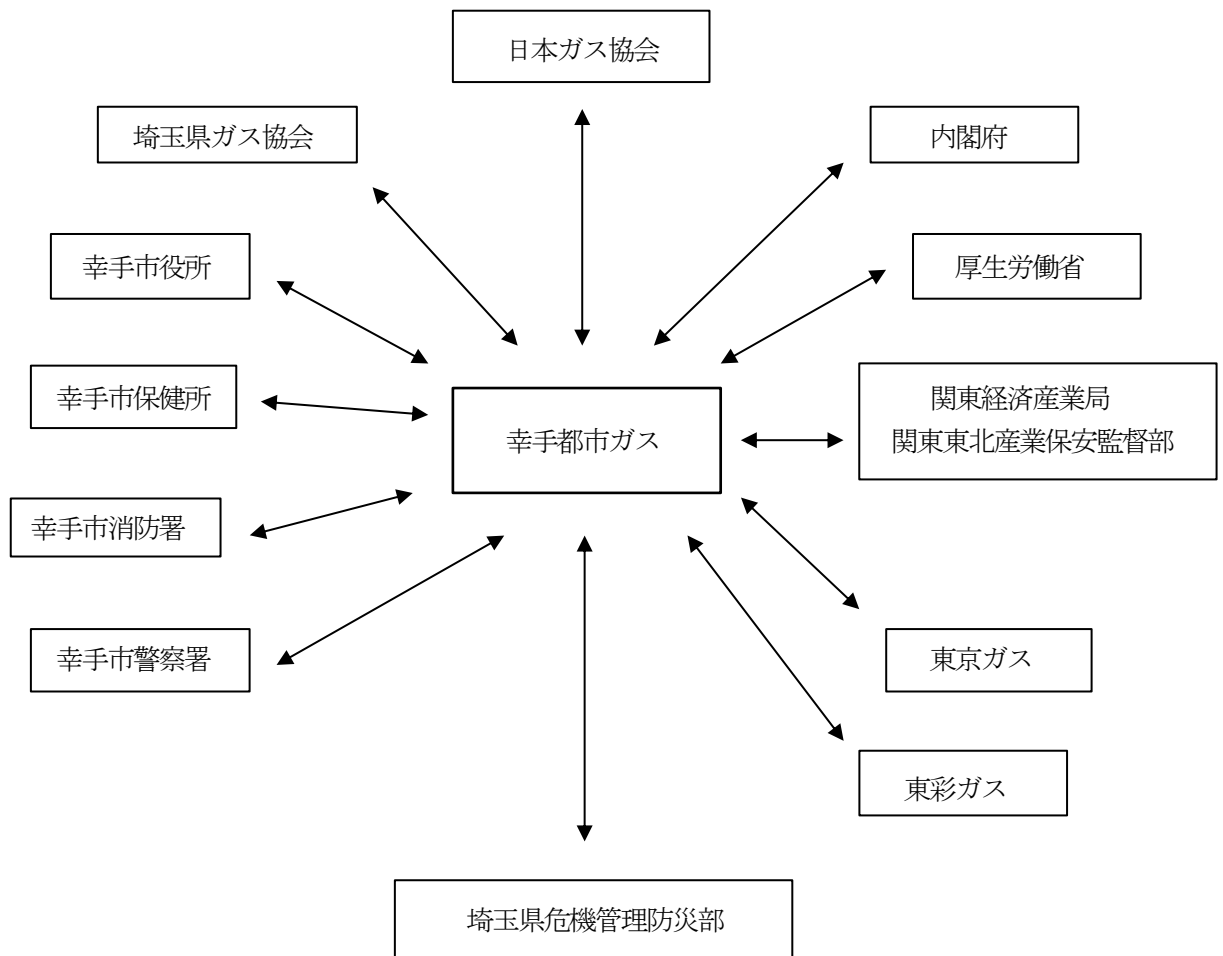 日本ガス協会
埼玉県ガス協会
内閣府
幸手市役所
厚生労働省
幸手市保健所
関東経済産業局
関東東北産業保安監督部
幸手都市ガス
幸手市消防署
幸手市警察署
東京ガス
東彩ガス
埼玉県危機管理防災部